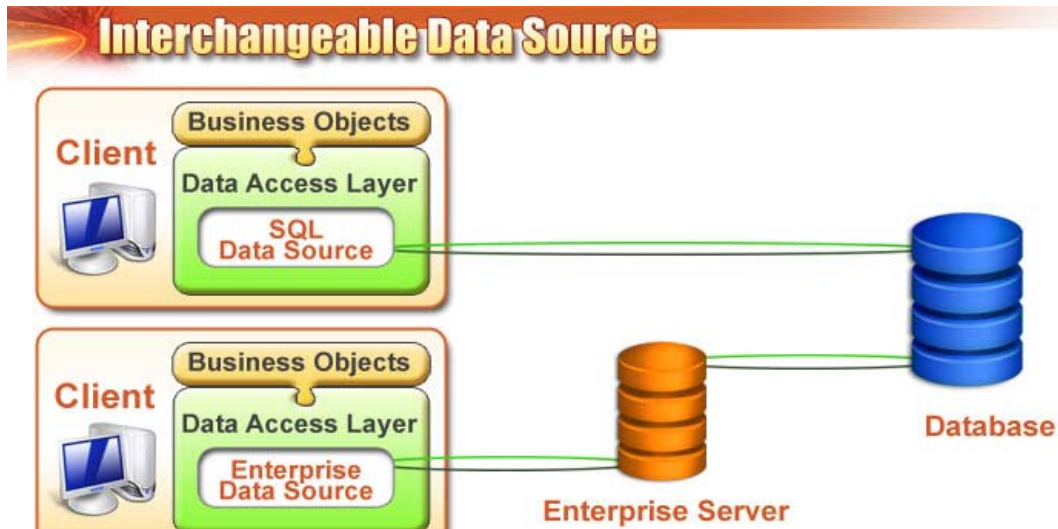 Interchangeable Data Source
Client
Business Objects
Data Access Layer
SQL
Data Source
Database
Client
Business Objects
Data Access Layer
Enterprise
Data Source
Enterprise Server